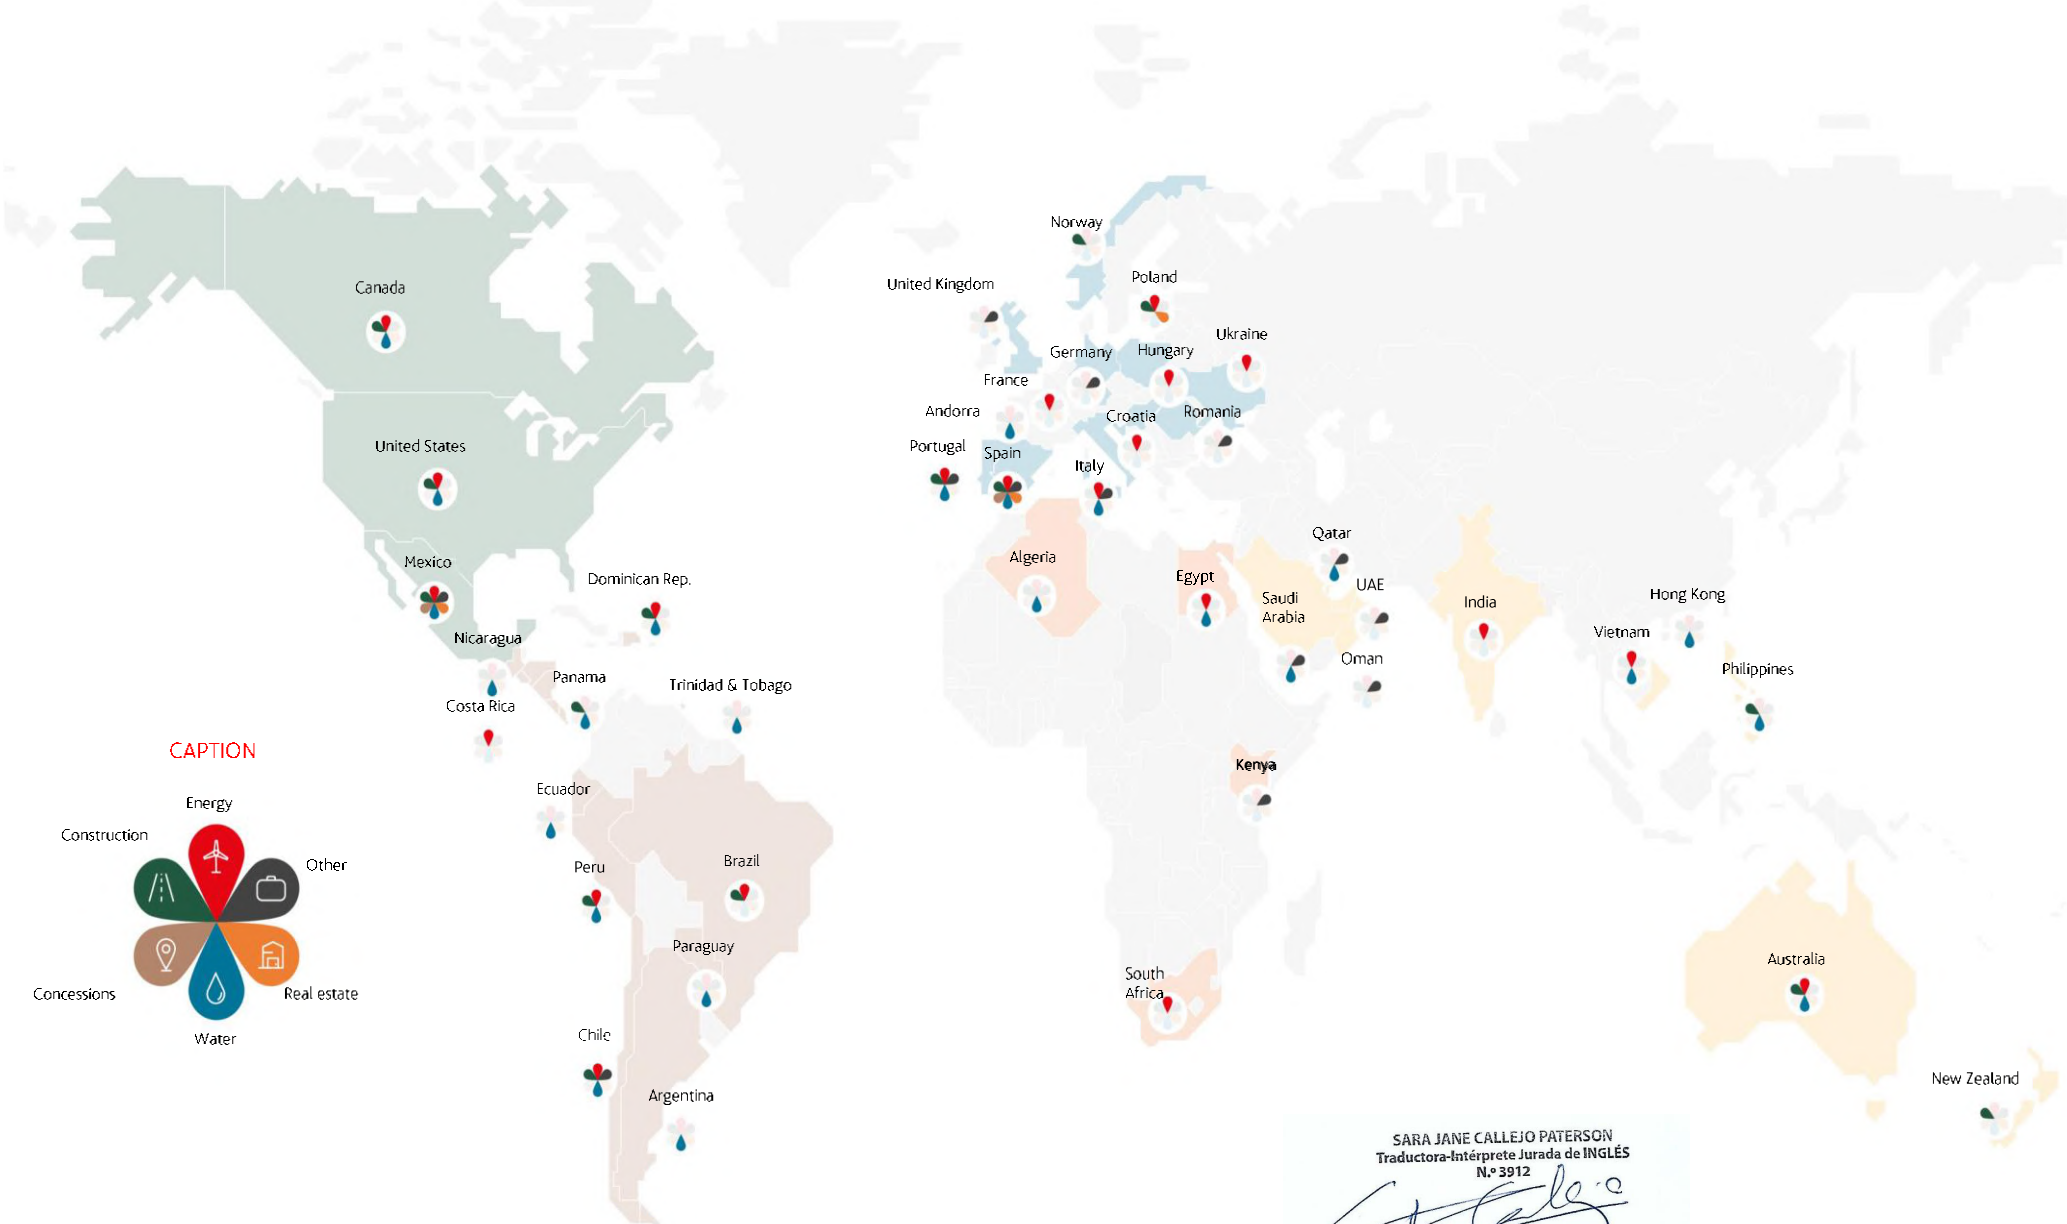 Norway
United Kingdom
Poland
Canada
Ukraine
Germany
Hungary
France
Andorra
Croatia
Romania
United States
Portugal
Spain
Italy
Qatar
Mexico
Algeria
Dominican Rep.
Egypt
UAE
Saudi
Arabia
India
Hong Kong
Nicaragua
Vietnam
Oman
Philippines
Panama
Trinidad & Tobago
Costa Rica
CAPTION
Kenya
Ecuador
Energy
Construction
Other
Peru
Brazil
Paraguay
Australia
South
Africa
Concessions
Real estate
Water
Chile
New Zealand
Argentina
SARA JANE CALLEJO PATERSON
Traductora-Intérprete Jurada de INGLÉS
N.º 3912